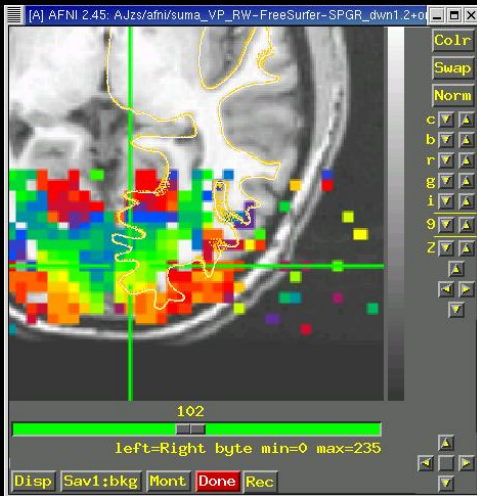 [A] AFNI 2.45: AJzs/afni/suma_VP_RW-FreeSurfer-SPGR_dwn1.2+or
Colr
Swap
Norm
c
b
r
g
i
9
Z
102
left=Right byte min=0 max=235
Disp
Sav1:bkg
Mont
Done
Rec